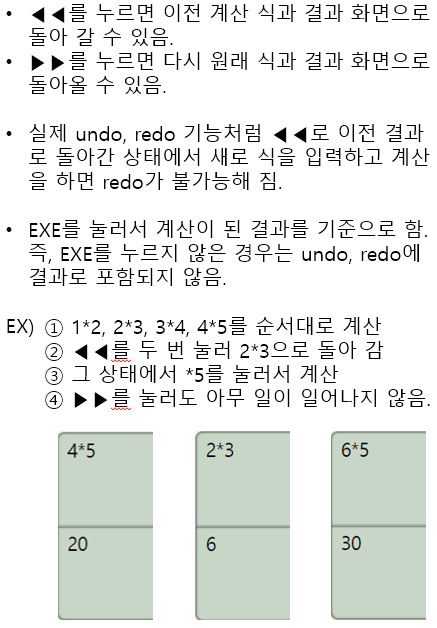 • ◀◀를 누르면 이전 계산 식과 결과 화면으로
돌아 갈 수 있음.
• ▶▶를 누르면 다시 원래 식과 결과 화면으로
돌아올 수 있음.
• 실제 undo, redo 기능처럼 ◀◀로 이전 결과
로 돌아간 상태에서 새로 식을 입력하고 계산
을 하면 redo가 불가능해 짐.
• EXE를 눌러서 계산이 된 결과를 기준으로 함.
즉, EXE를 누르지 않은 경우는 undo, redo에
결과로 포함되지 않음.
EX) ① 1*2, 2*3, 3*4, 4*5를 순서대로 계산
② ◀◀를 두 번 눌러 2*3으로 돌아 감
③ 그 상태에서 *5를 눌러서 계산
④ ▶▶를 눌러도 아무 일이 일어나지 않음.
4*5 2*3 6*5
20 6 30